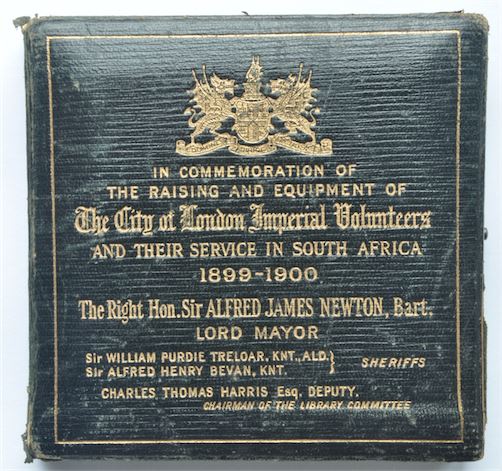 IN COMMEMORATION OF
THE RAISING AND EQUIPMENT OF
The City of London Imperial Volunteers
AND THEIR SERVICE IN SOUTH AFRICA
1899-1900
The Right Hon. Sir ALFRED JAMES NEWTON, Bart.
LORD MAYOR
Sir WILLIAM PURDIE TRELOAR, KNT., ALD. }
Sir ALFRED HENRY BEVAN, KNT. } SHERIFFS
CHARLES THOMAS HARRIS Esq. DEPUTY.
CHAIRMAN OF THE LIBRARY COMMITTEE